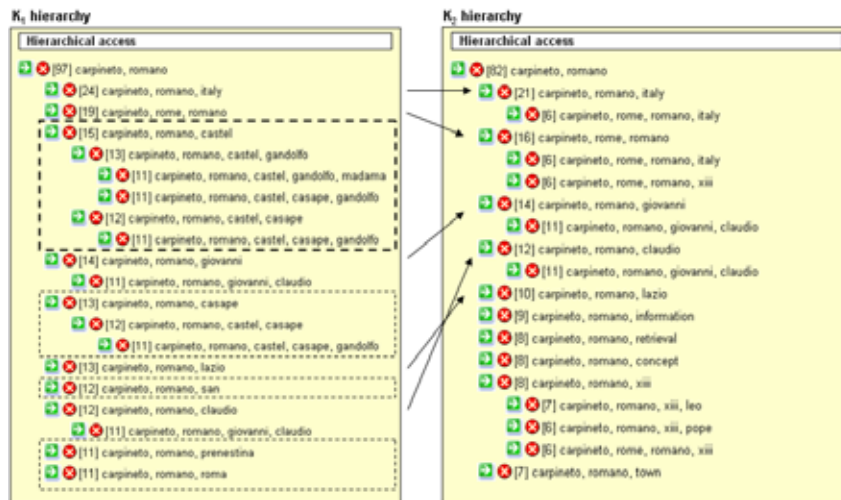 K1 hierarchy
Hierarchical access
[97] carpineto, romano
[24] carpineto, romano, italy
[19] carpineto, rome, romano
[15] carpineto, romano, castel
[13] carpineto, romano, castel, gandolfo
[11] carpineto, romano, castel, gandolfo, madama
[11] carpineto, romano, castel, casape, gandolfo
[12] carpineto, romano, castel, casape
[11] carpineto, romano, castel, casape, gandolfo
[14] carpineto, romano, giovanni
[11] carpineto, romano, giovanni, claudio
[13] carpineto, romano, casape
[12] carpineto, romano, castel, casape
[11] carpineto, romano, castel, casape, gandolfo
[13] carpineto, romano, lazio
[12] carpineto, romano, san
[12] carpineto, romano, claudio
[11] carpineto, romano, giovanni, claudio
[11] carpineto, romano, prenestina
[11] carpineto, romano, roma
K2 hierarchy
Hierarchical access
[82] carpineto, romano
[21] carpineto, romano, italy
[6] carpineto, rome, romano, italy
[16] carpineto, rome, romano
[6] carpineto, rome, romano, italy
[6] carpineto, rome, romano, xiii
[14] carpineto, romano, giovanni
[11] carpineto, romano, giovanni, claudio
[12] carpineto, romano, claudio
[11] carpineto, romano, giovanni, claudio
[10] carpineto, romano, lazio
[9] carpineto, romano, information
[8] carpineto, romano, retrieval
[8] carpineto, romano, concept
[8] carpineto, romano, xiii
[7] carpineto, romano, xiii, leo
[6] carpineto, romano, xiii, pope
[6] carpineto, rome, romano, xiii
[7] carpineto, romano, town